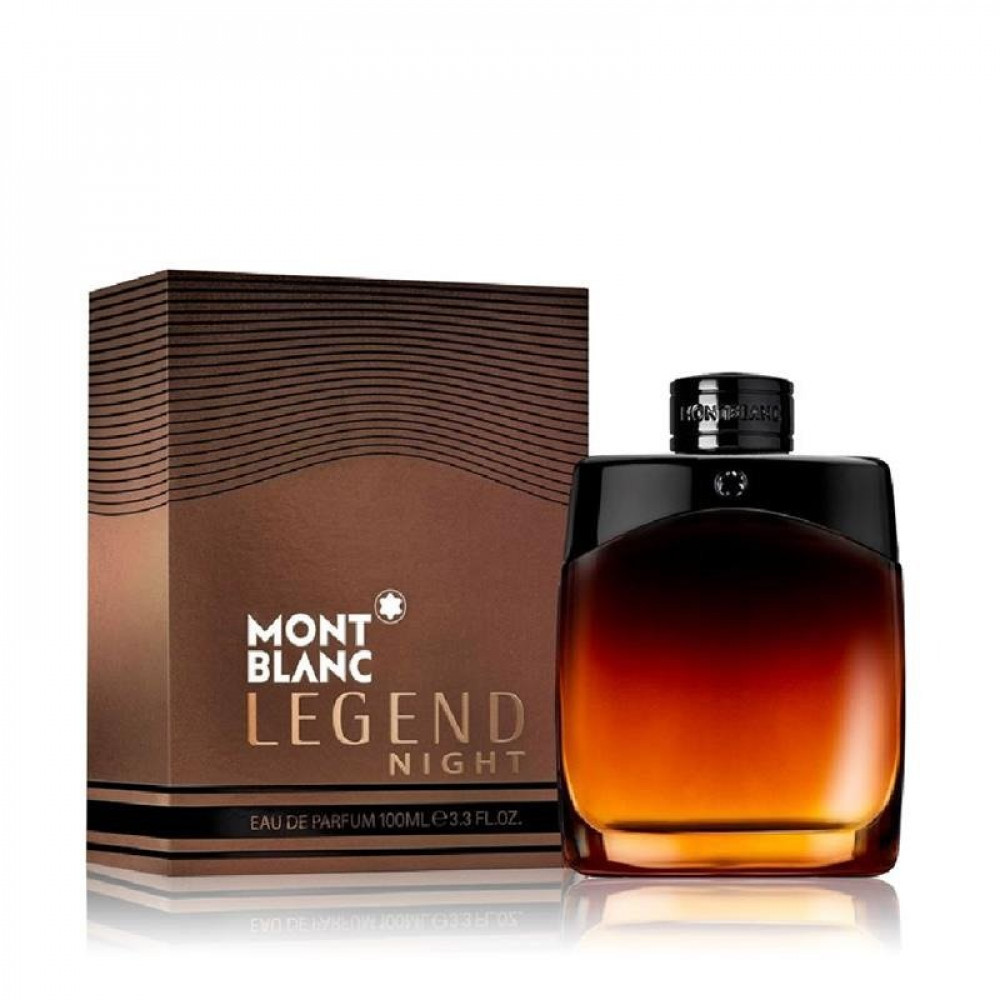 MONT
BLANC
LEGEND
NIGHT
EAU DE PARFUM 100ML ℮ 3.3 FL.OZ.
MONTBLANC